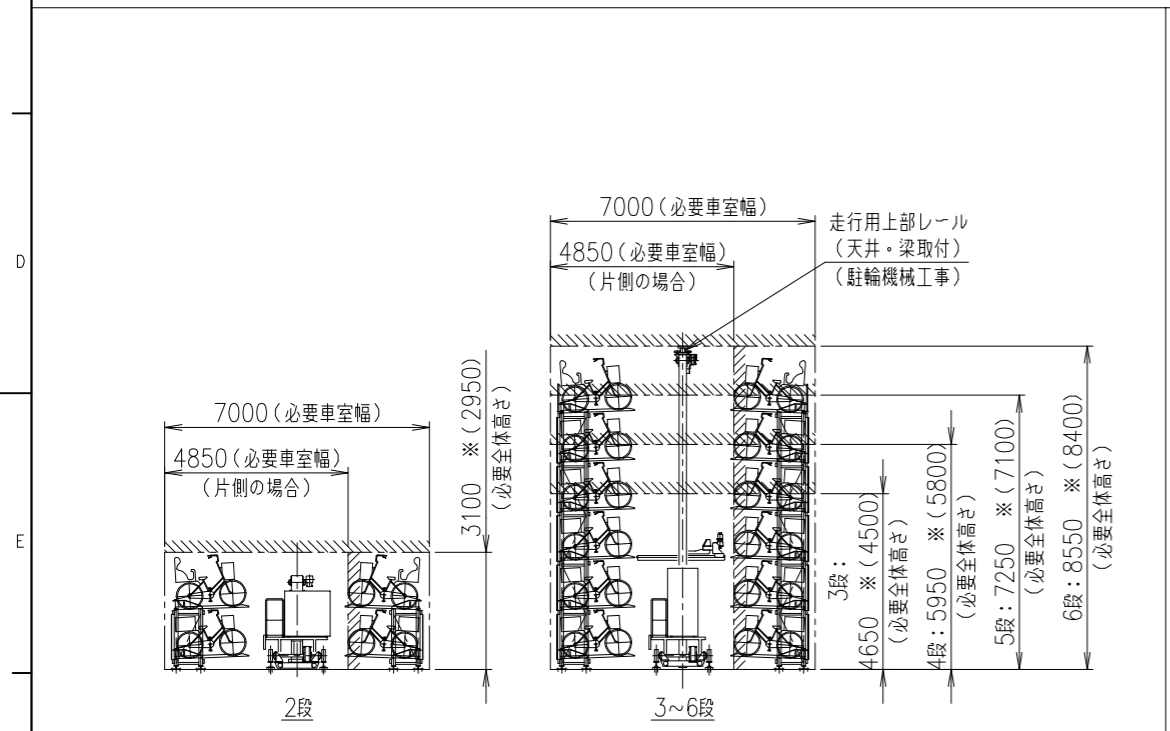 D
E
7000(必要車室幅)
4850(必要車室幅)
(片側の場合)
3100 ※(2950)
(必要全体高さ)
2段
7000(必要車室幅)
4850(必要車室幅)
(片側の場合)
走行用上部レール
(天井・梁取付)
(駐輪機械工事)
3段:
4650 ※(4500)
(必要全体高さ)
4段:5950 ※(5800)
(必要全体高さ)
5段:7250 ※(7100)
(必要全体高さ)
6段:8550 ※(8400)
(必要全体高さ)
3~6段